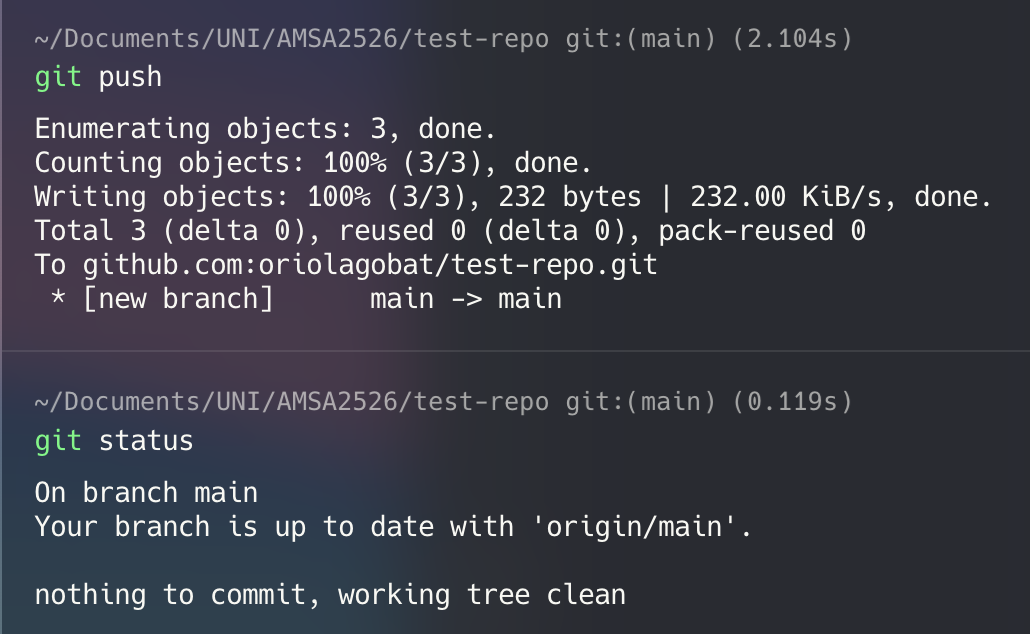 ~/Documents/UNI/AMSA2526/test-repo git:(main) (2.104s)
git push
Enumerating objects: 3, done.
Counting objects: 100% (3/3), done.
Writing objects: 100% (3/3), 232 bytes | 232.00 KiB/s, done.
Total 3 (delta 0), reused 0 (delta 0), pack-reused 0
To github.com:oriolagobat/test-repo.git
 * [new branch]      main -> main
~/Documents/UNI/AMSA2526/test-repo git:(main) (0.119s)
git status
On branch main
Your branch is up to date with 'origin/main'.
nothing to commit, working tree clean